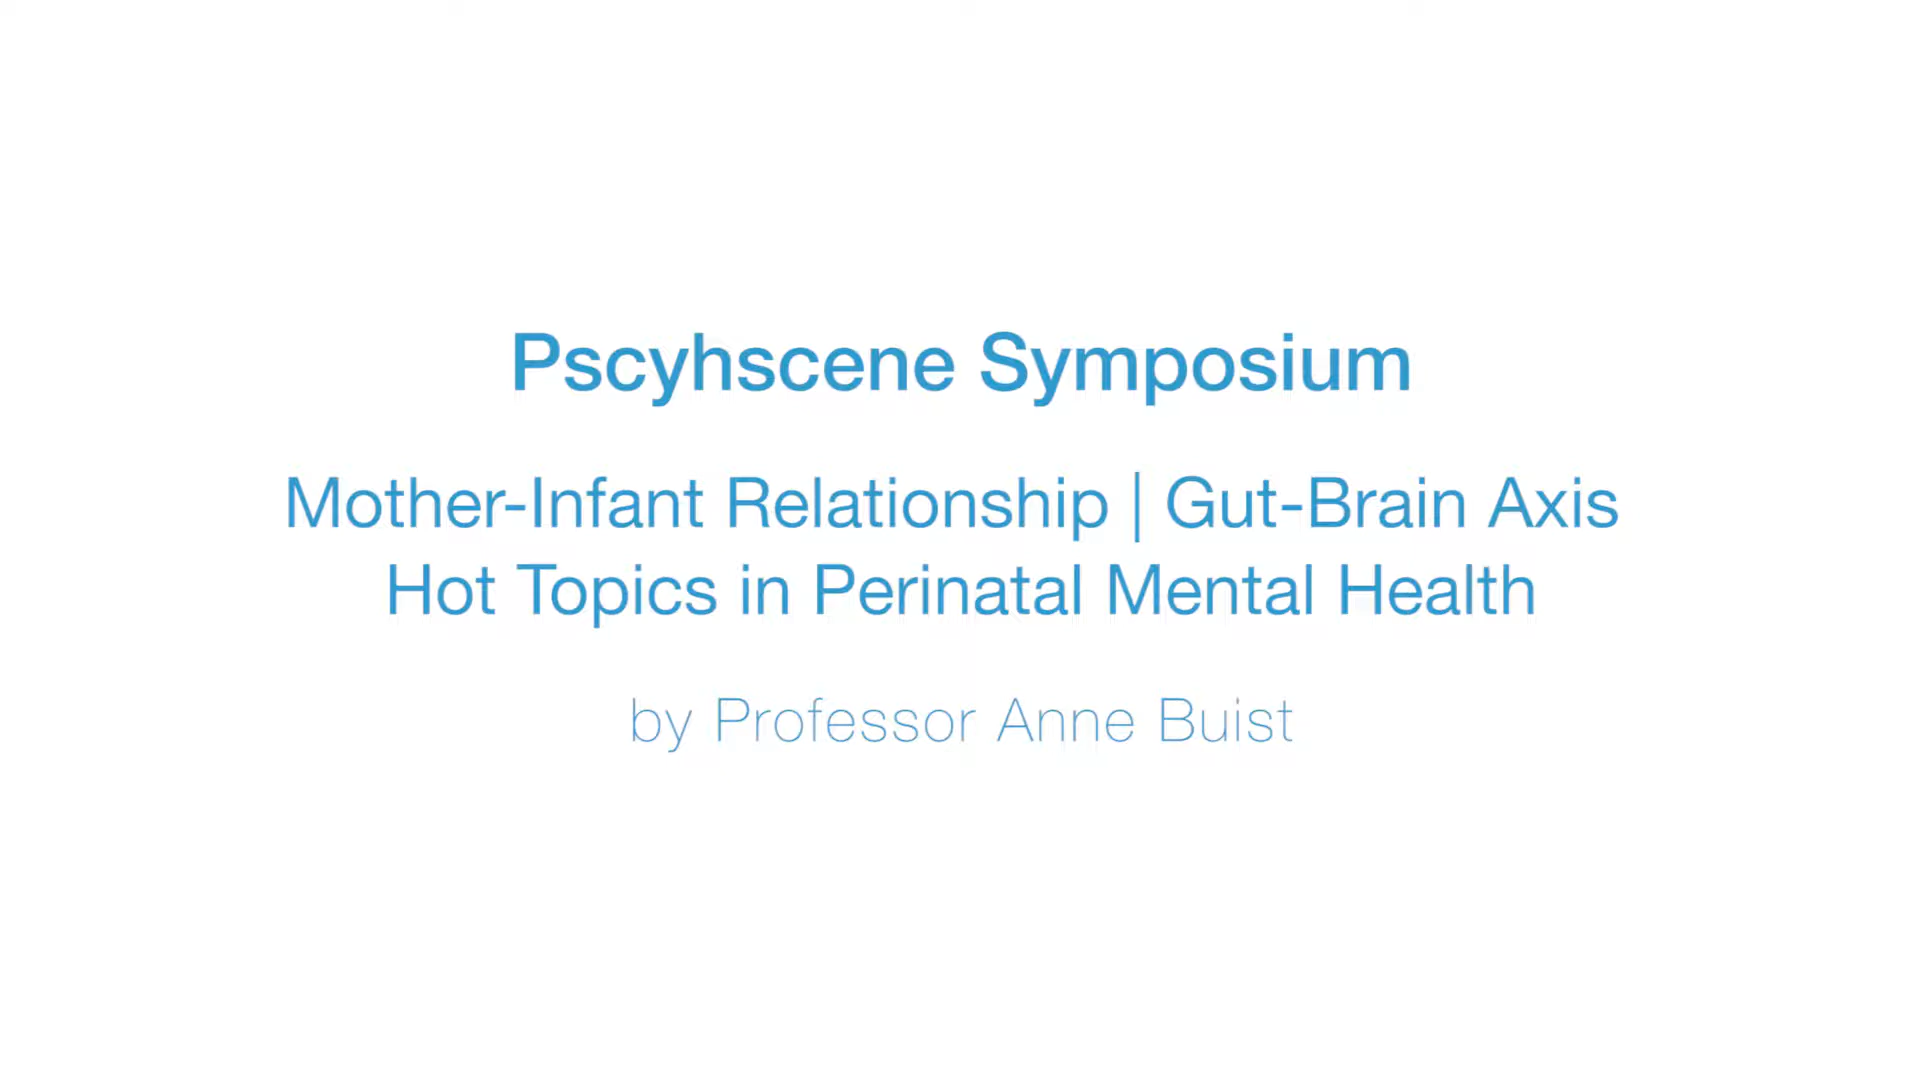 Pscyhscene Symposium
Mother-Infant Relationship | Gut-Brain Axis
Hot Topics in Perinatal Mental Health
by Professor Anne Buist